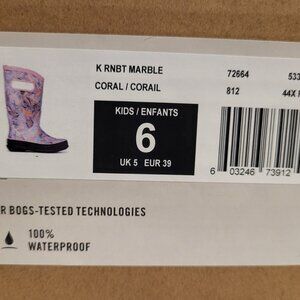 K RNBT MARBLE 72664 533
CORAL / CORAIL 812 44X
KIDS / ENFANTS
6
UK 5 EUR 39
6 03246 73912
R BOGS-TESTED TECHNOLOGIES
100%
WATERPROOF